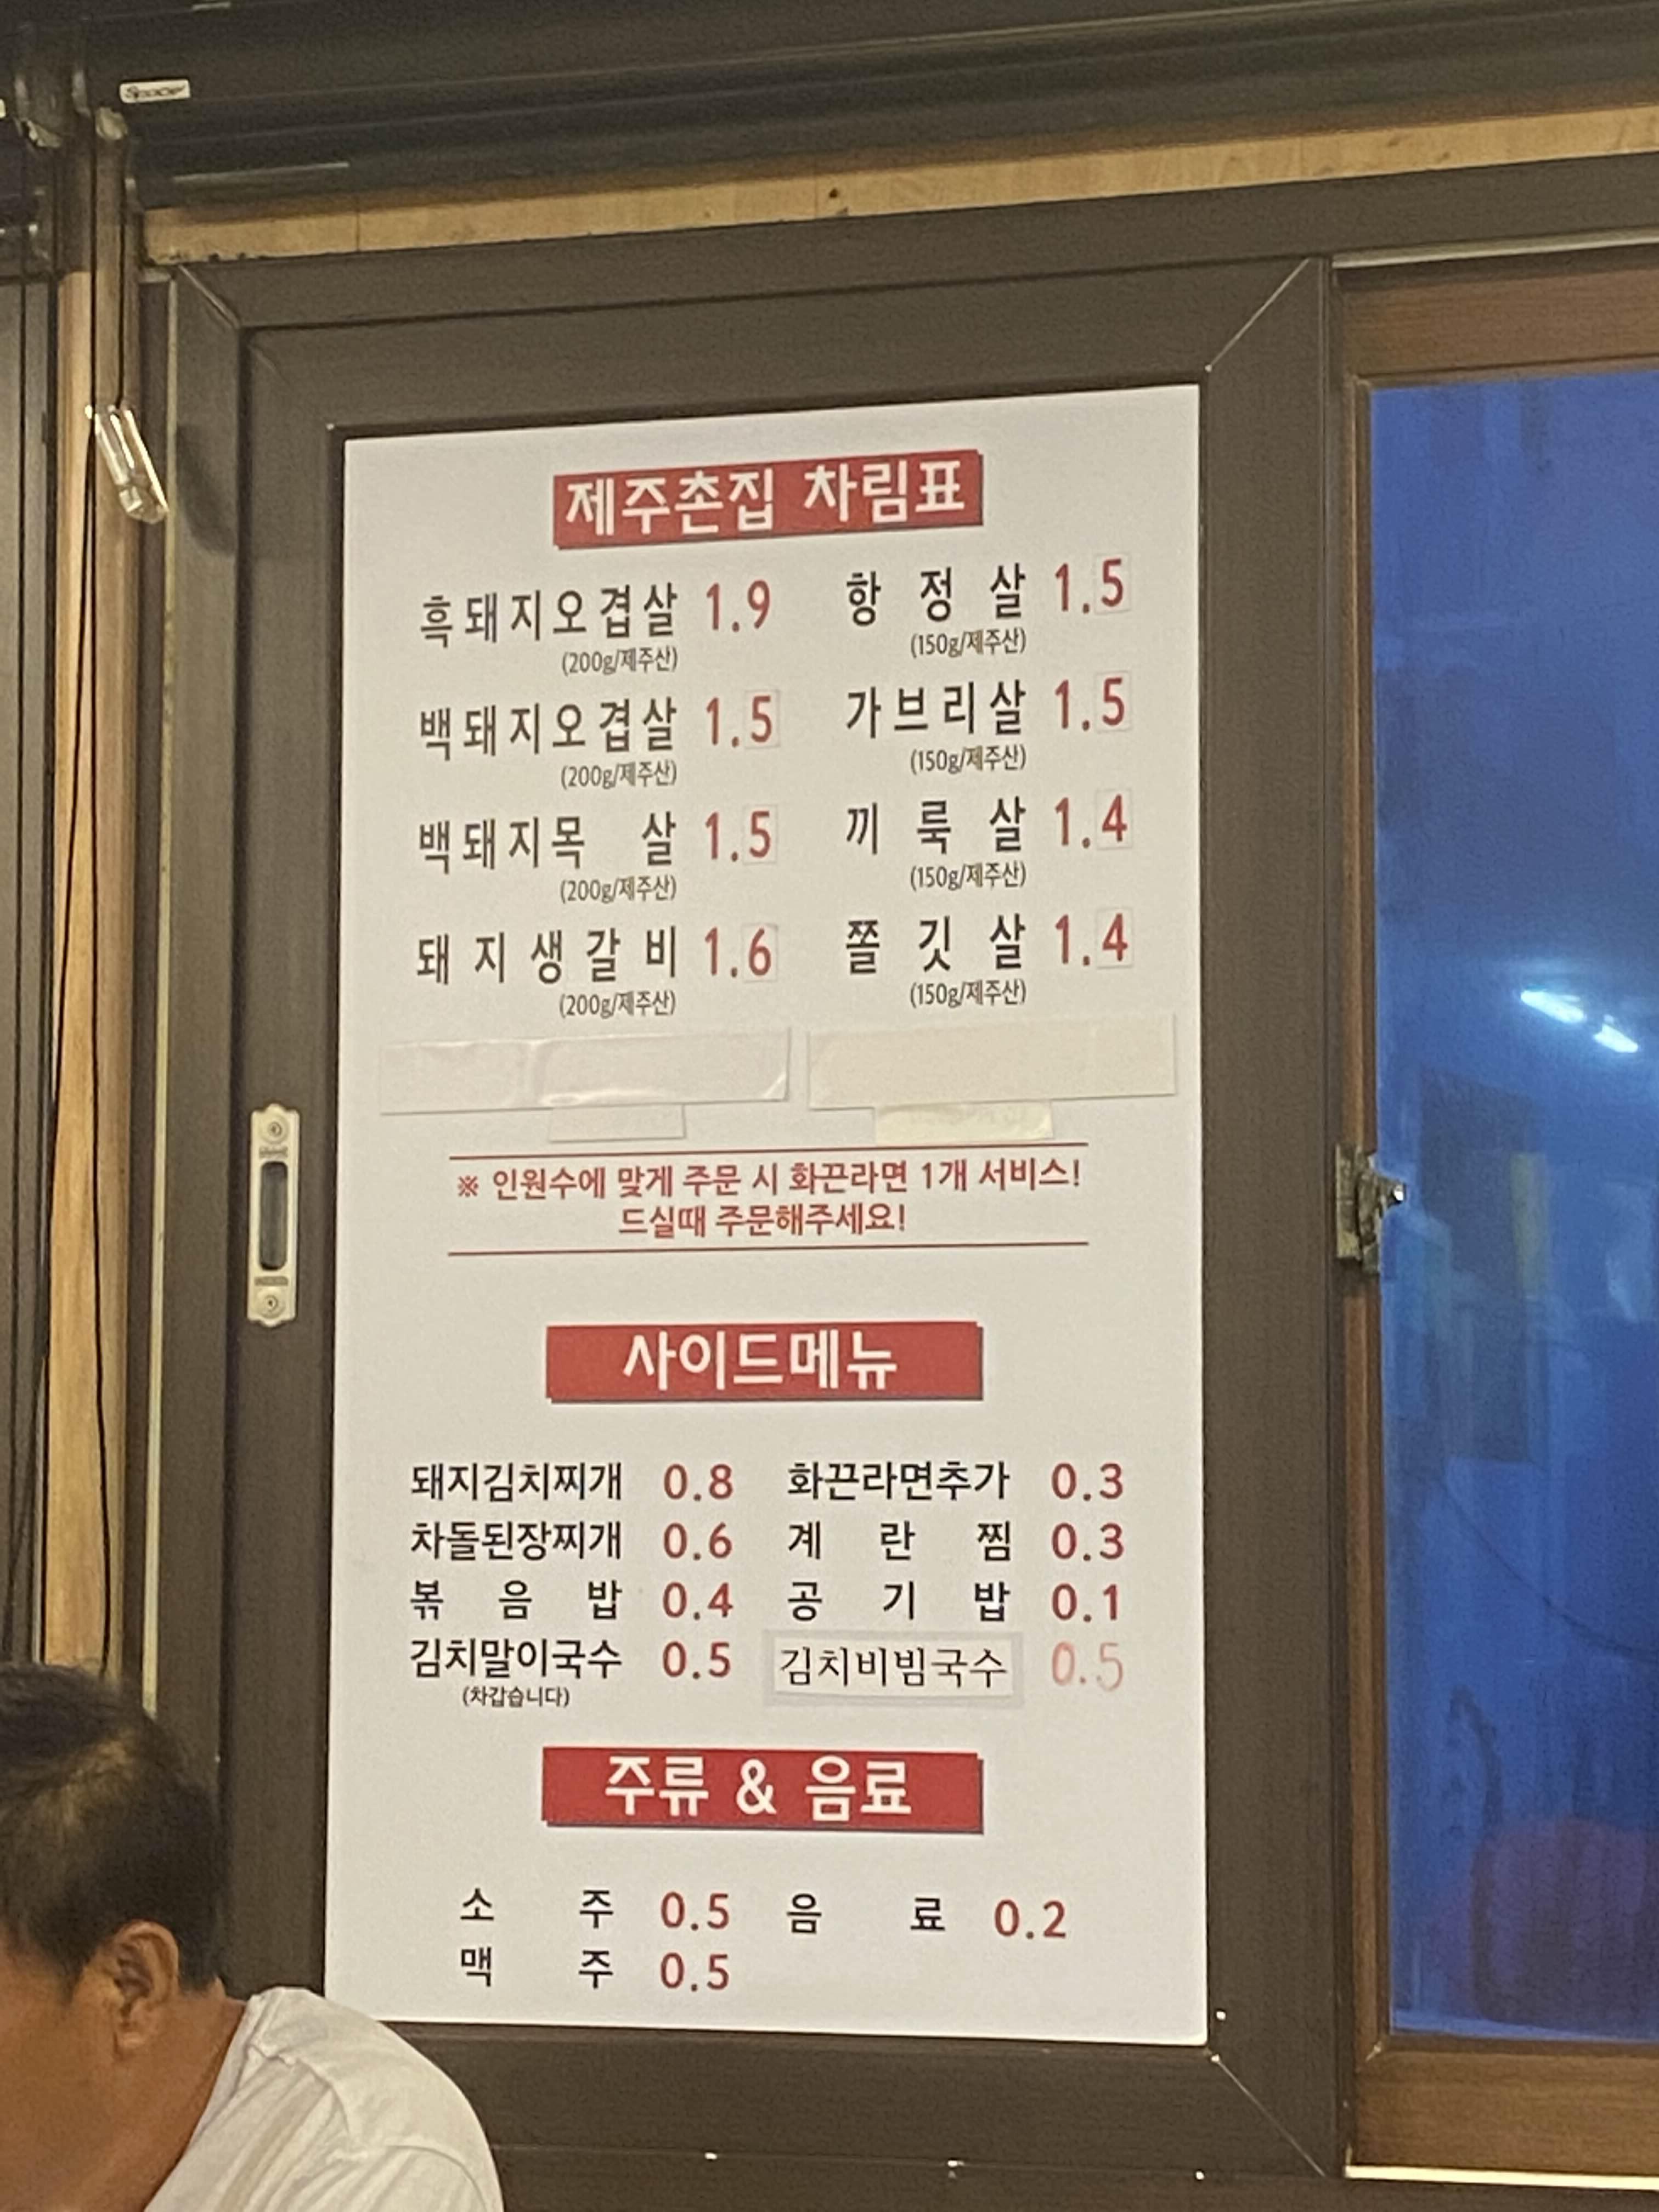 제주촌집 차림표
흑돼지오겹살 1.9 항정살 1.5
(200g/제주산) (150g/제주산)
백돼지오겹살 1.5 가브리살 1.5
(200g/제주산) (150g/제주산)
백돼지목살 1.5 끼룩살 1.4
(200g/제주산) (150g/제주산)
돼지생갈비 1.6 쫄깃살 1.4
(200g/제주산) (150g/제주산)
※ 인원수에 맞게 주문 시 화끈라면 1개 서비스!
드실때 주문해주세요!
사이드메뉴
돼지김치찌개 0.8 화끈라면추가 0.3
차돌된장찌개 0.6 계란찜 0.3
볶음밥 0.4 공기밥 0.1
김치말이국수 0.5 김치비빔국수 0.5
(차갑습니다)
주류 & 음료
소주 0.5 음료 0.2
맥주 0.5